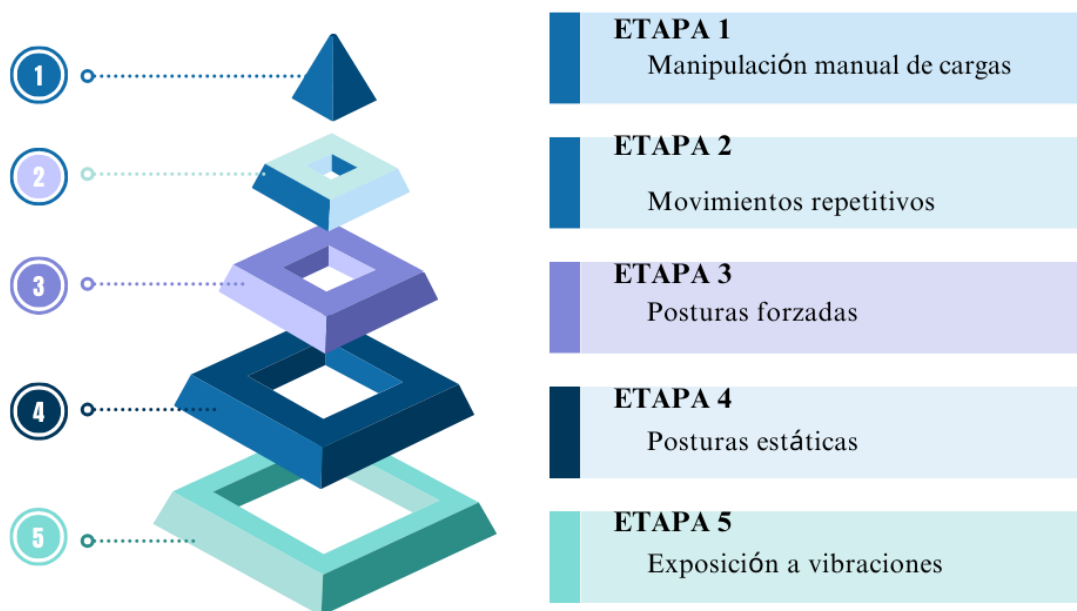 1
ETAPA 1
Manipulación manual de cargas
2
ETAPA 2
Movimientos repetitivos
3
ETAPA 3
Posturas forzadas
4
ETAPA 4
Posturas estáticas
5
ETAPA 5
Exposición a vibraciones